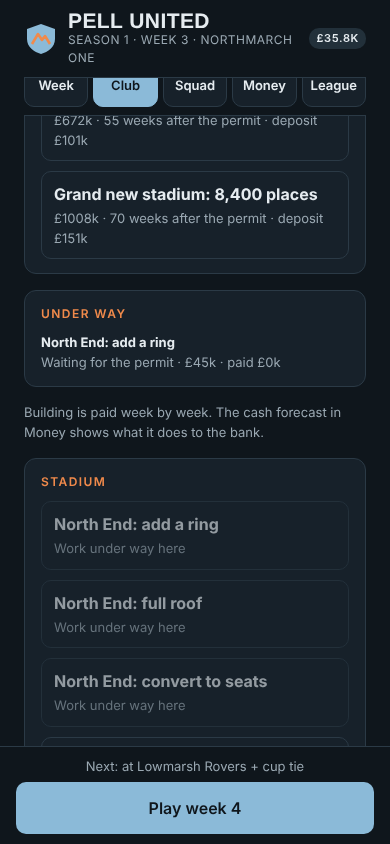 PELL UNITED
SEASON 1 · WEEK 3 · NORTHMARCH
ONE
£35.8K
Week
Club
Squad
Money
League
£672k · 55 weeks after the permit · deposit
£101k
Grand new stadium: 8,400 places
£1008k · 70 weeks after the permit · deposit
£151k
UNDER WAY
North End: add a ring
Waiting for the permit · £45k · paid £0k
Building is paid week by week. The cash forecast in
Money shows what it does to the bank.
STADIUM
North End: add a ring
Work under way here
North End: full roof
Work under way here
North End: convert to seats
Work under way here
Next: at Lowmarsh Rovers + cup tie
Play week 4